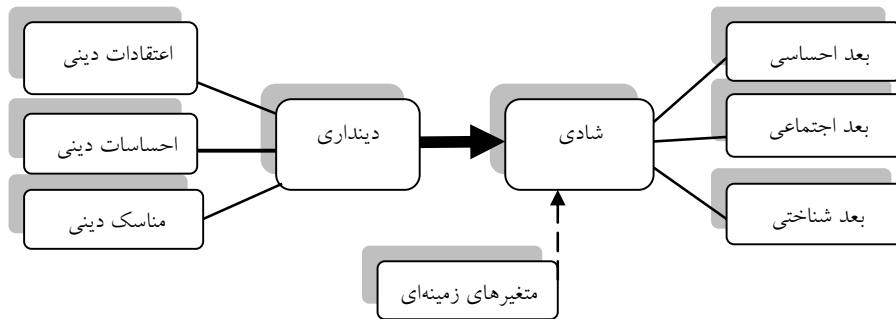 اعتقادات دینی
احساسات دینی
مناسک دینی
دینداری
شادی
بعد احساسی
بعد اجتماعی
بعد شناختی
متغیرهای زمینه‌ای